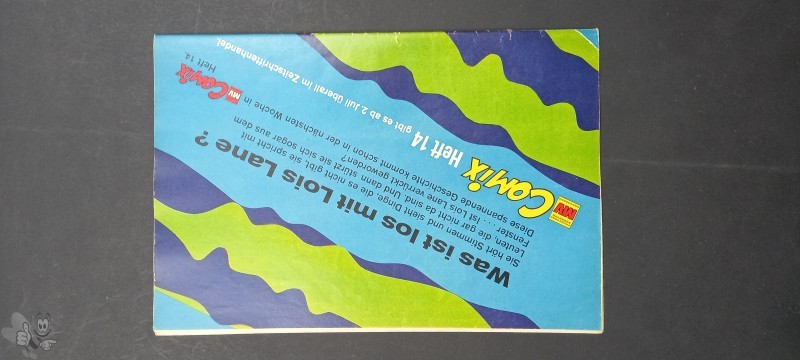 Was ist los mit Lois Lane?
Sie hört Stimmen und sieht Dinge, die es nicht gibt, sie spricht mit
Leuten, die gar nicht da sind. Und dann stürzt sie sich sogar aus dem
Fenster ... Ist Lois Lane verrückt geworden?
Diese spannende Geschichte kommt schon in der nächsten Woche in MV Comix
Heft 14.
MV Comix Heft 14 gibt es ab 2. Juli überall im Zeitschriftenhandel.